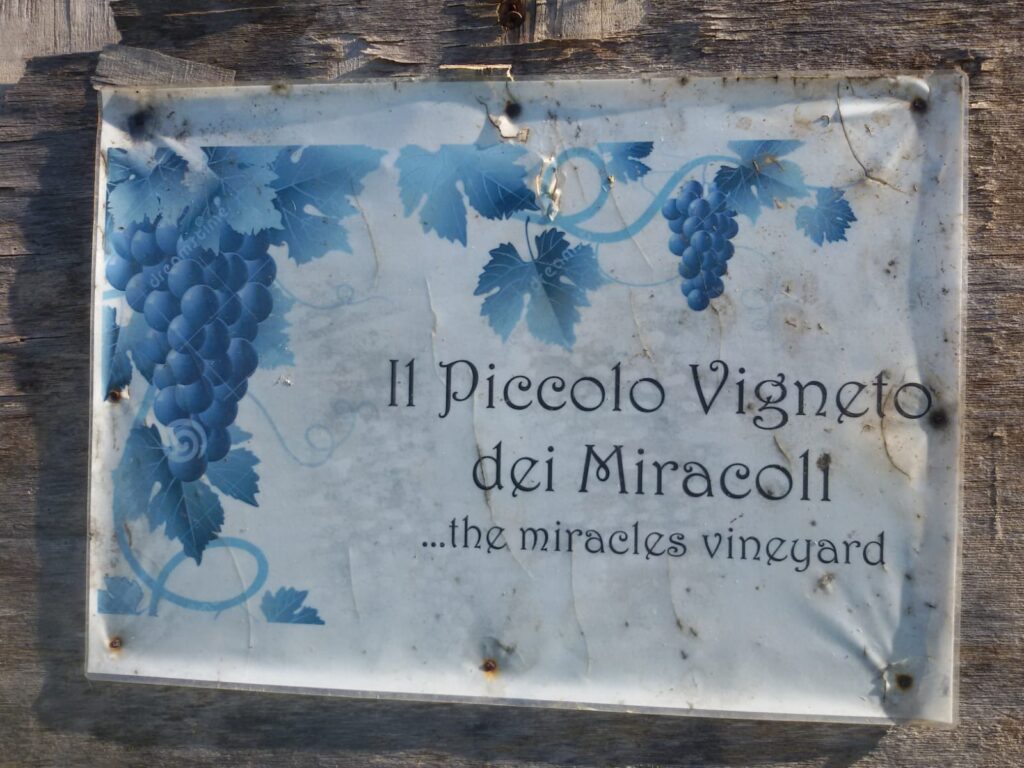 Il Piccolo Vigneto
dei Miracoli
...the miracles vineyard